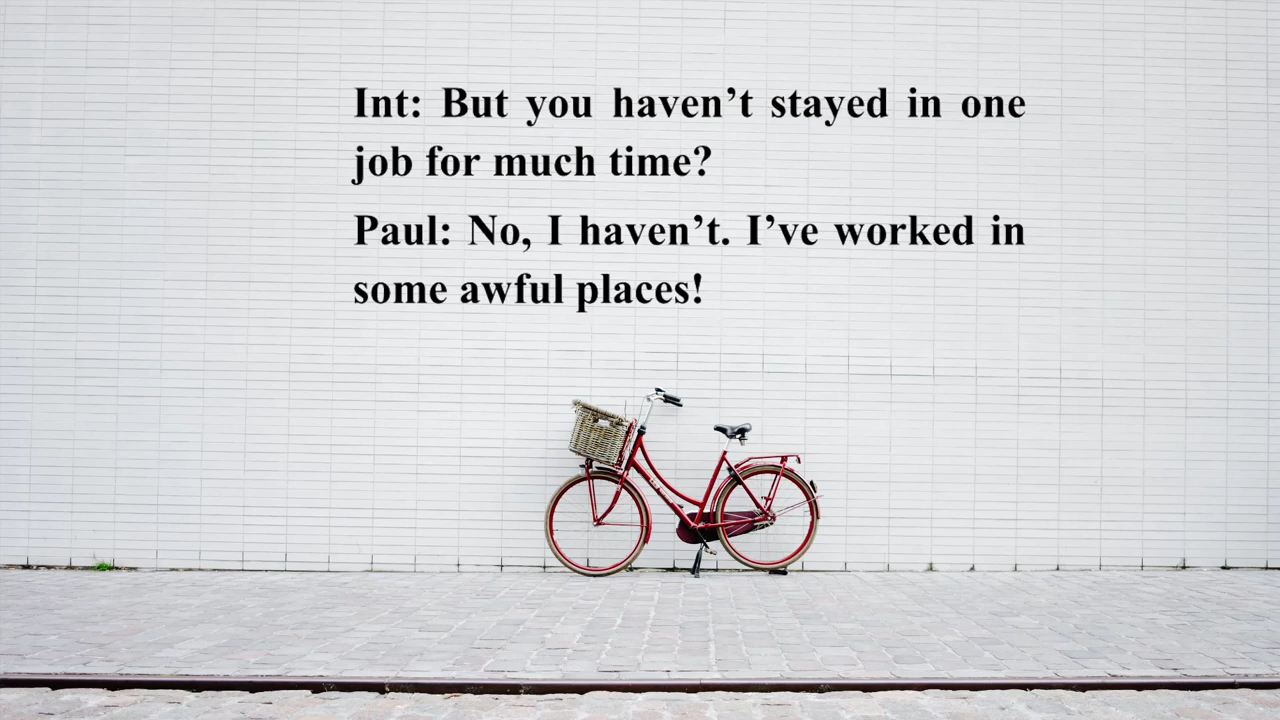 Int: But you haven’t stayed in one
job for much time?
Paul: No, I haven’t. I’ve worked in
some awful places!